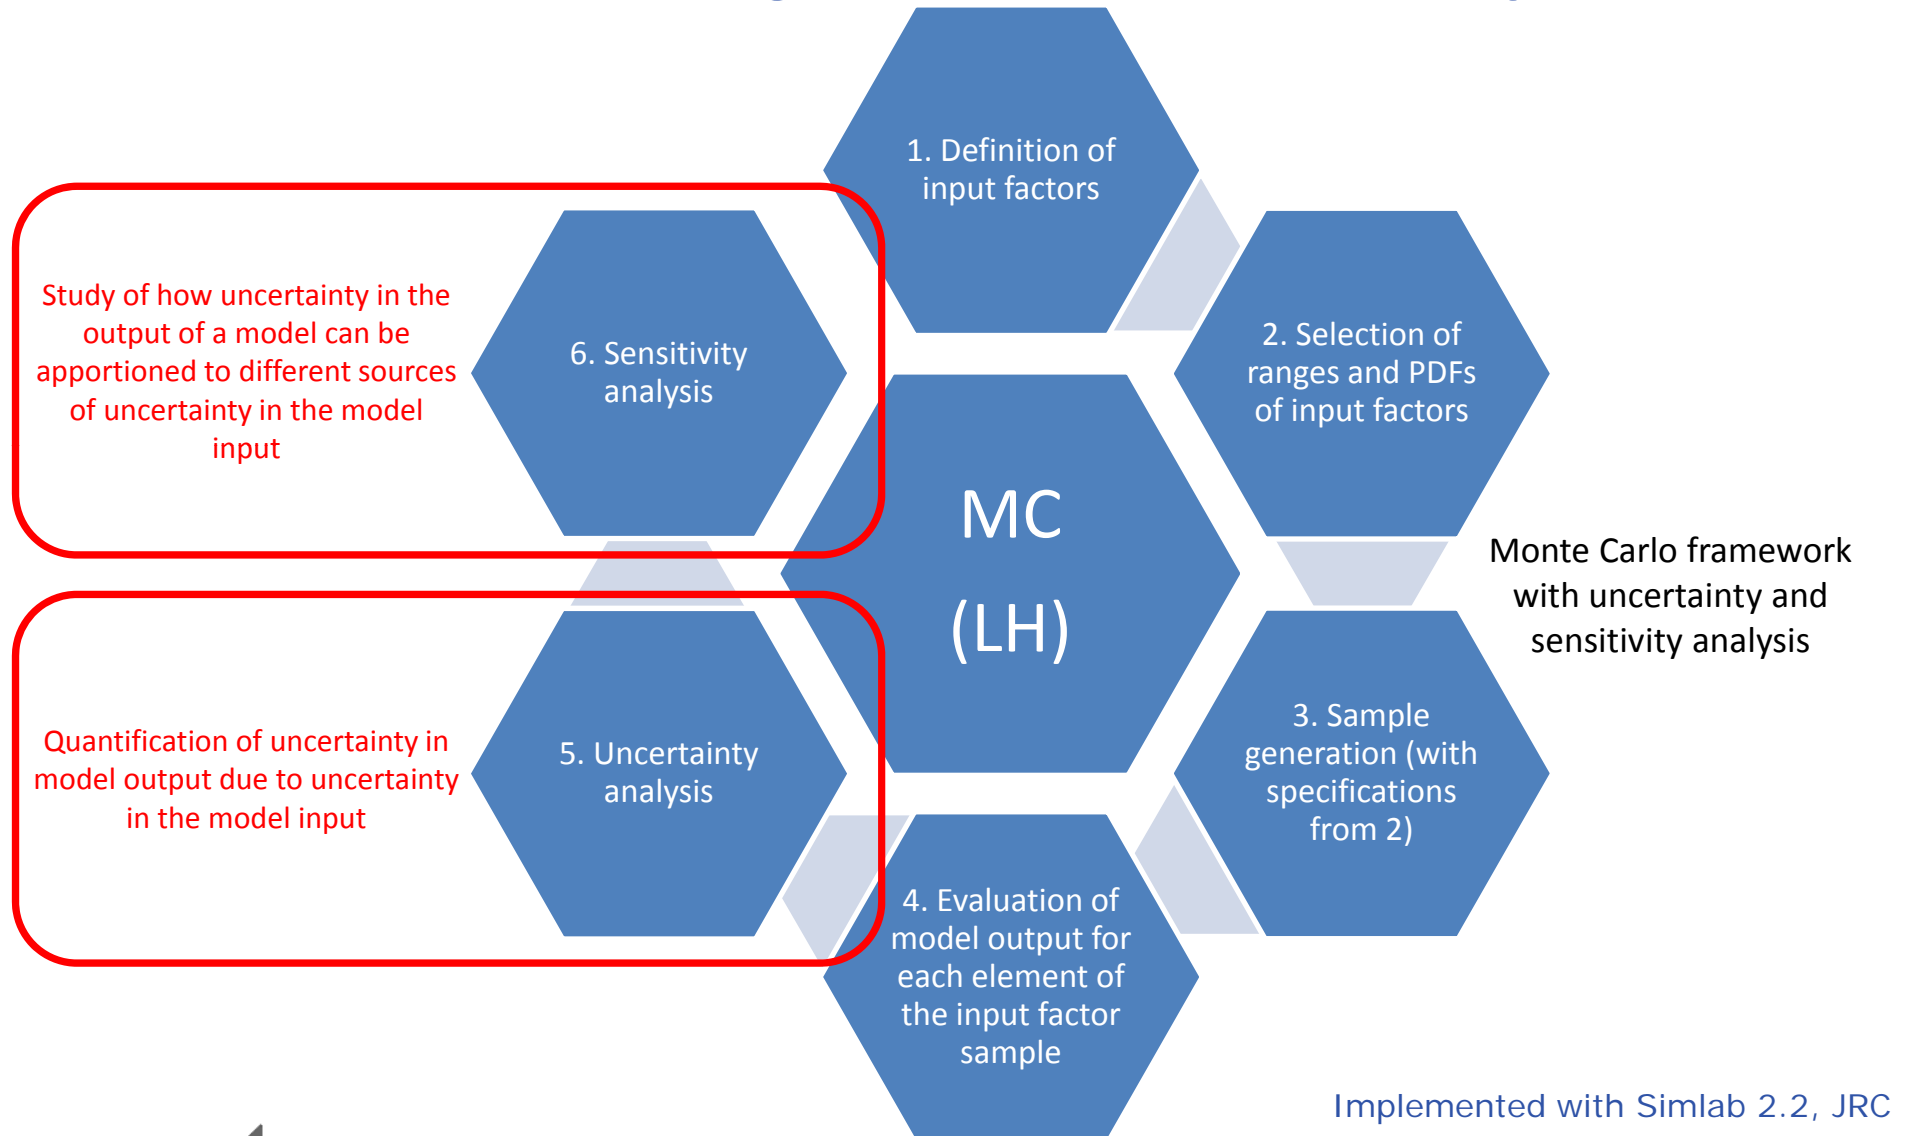 1. Definition of
input factors
2. Selection of
ranges and PDFs
of input factors
3. Sample
generation (with
specifications
from 2)
4. Evaluation of
model output for
each element of
the input factor
sample
5. Uncertainty
analysis
6. Sensitivity
analysis
MC
(LH)
Study of how uncertainty in the
output of a model can be
apportioned to different sources
of uncertainty in the model
input
Quantification of uncertainty in
model output due to uncertainty
in the model input
Monte Carlo framework
with uncertainty and
sensitivity analysis
Implemented with Simlab 2.2, JRC